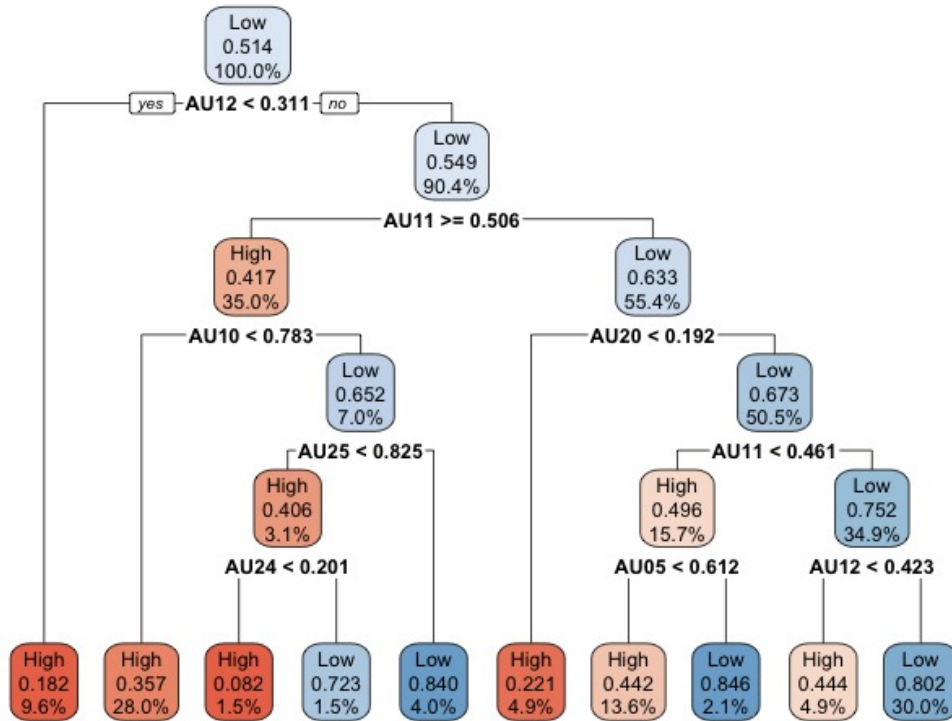 Low
0.514
100.0%
yes AU12 < 0.311 no
Low
0.549
90.4%
AU11 >= 0.506
High
0.417
35.0%
Low
0.633
55.4%
AU10 < 0.783
AU20 < 0.192
Low
0.652
7.0%
Low
0.673
50.5%
AU25 < 0.825
AU11 < 0.461
High
0.406
3.1%
High
0.496
15.7%
Low
0.752
34.9%
AU24 < 0.201
AU05 < 0.612
AU12 < 0.423
High
0.182
9.6%
High
0.357
28.0%
High
0.082
1.5%
Low
0.723
1.5%
Low
0.840
4.0%
High
0.221
4.9%
High
0.442
13.6%
Low
0.846
2.1%
High
0.444
4.9%
Low
0.802
30.0%